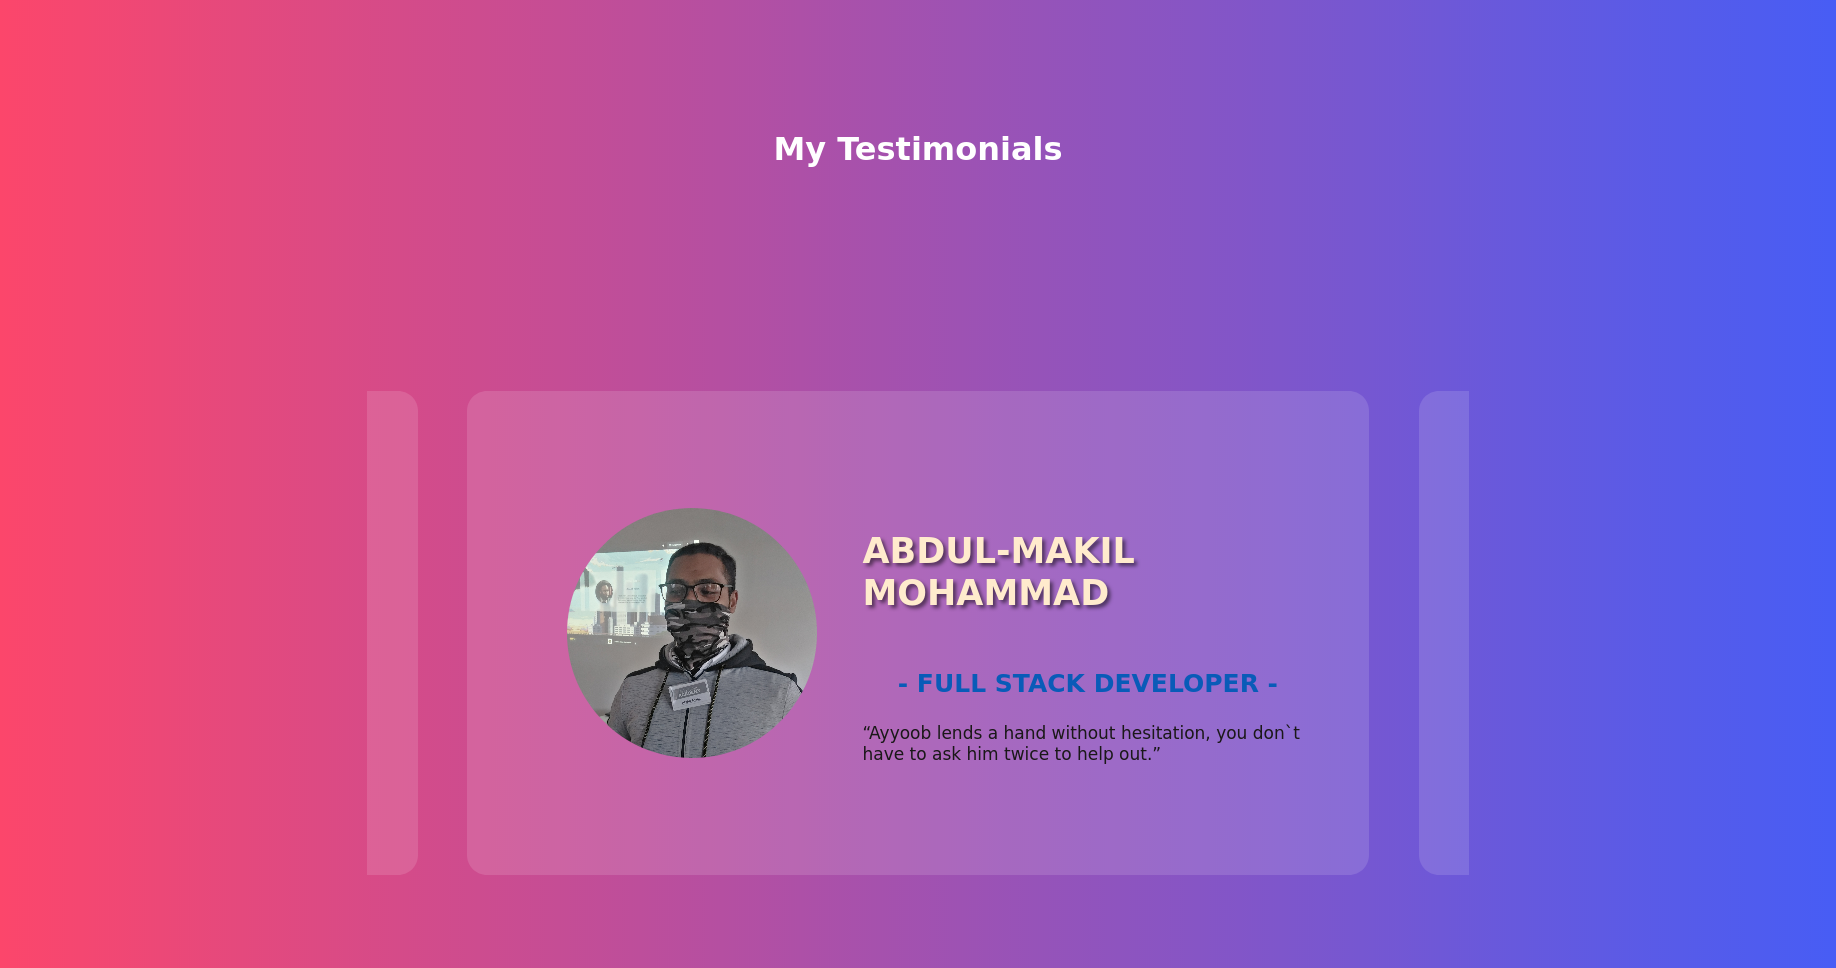 My Testimonials
ABDUL-MAKIL
MOHAMMAD
- FULL STACK DEVELOPER -
“Ayyoob lends a hand without hesitation, you don`t
have to ask him twice to help out.”